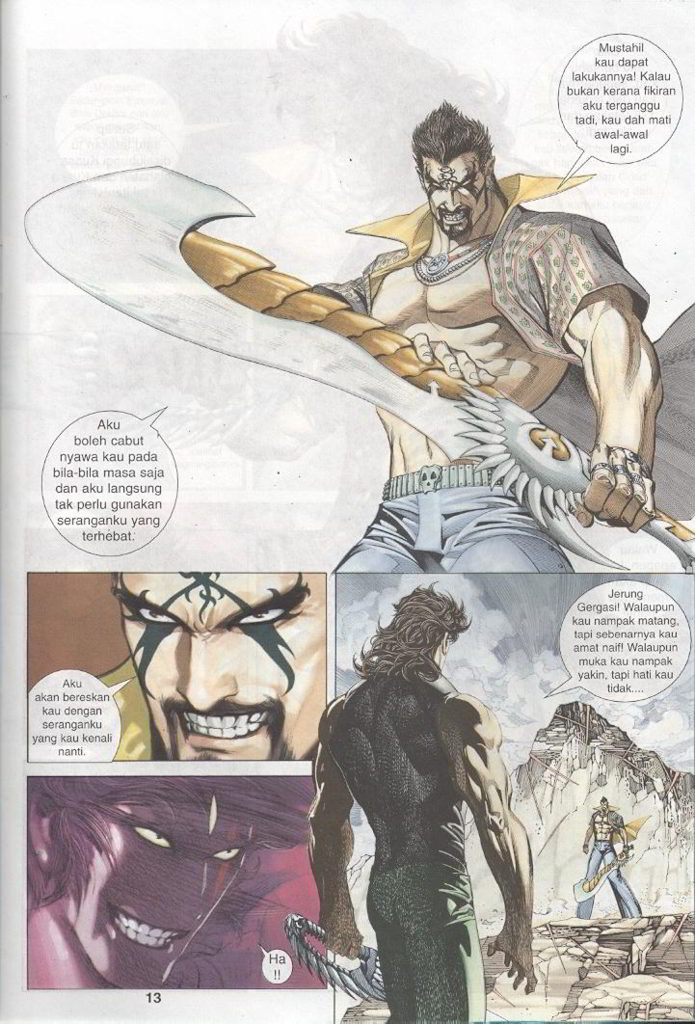 Mustahil
kau dapat
lakukannya! Kalau
bukan kerana fikiran
aku terganggu
tadi, kau dah mati
awal-awal
lagi.
Aku
boleh cabut
nyawa kau pada
bila-bila masa saja
dan aku langsung
tak perlu gunakan
seranganku yang
terhebat.
Aku
akan bereskan
kau dengan
seranganku
yang kau kenali
nanti.
Jerung
Gergasi! Walaupun
kau nampak matang,
tapi sebenarnya kau
amat naif! Walaupun
muka kau nampak
yakin, tapi hati kau
tidak....
Ha
!!
13